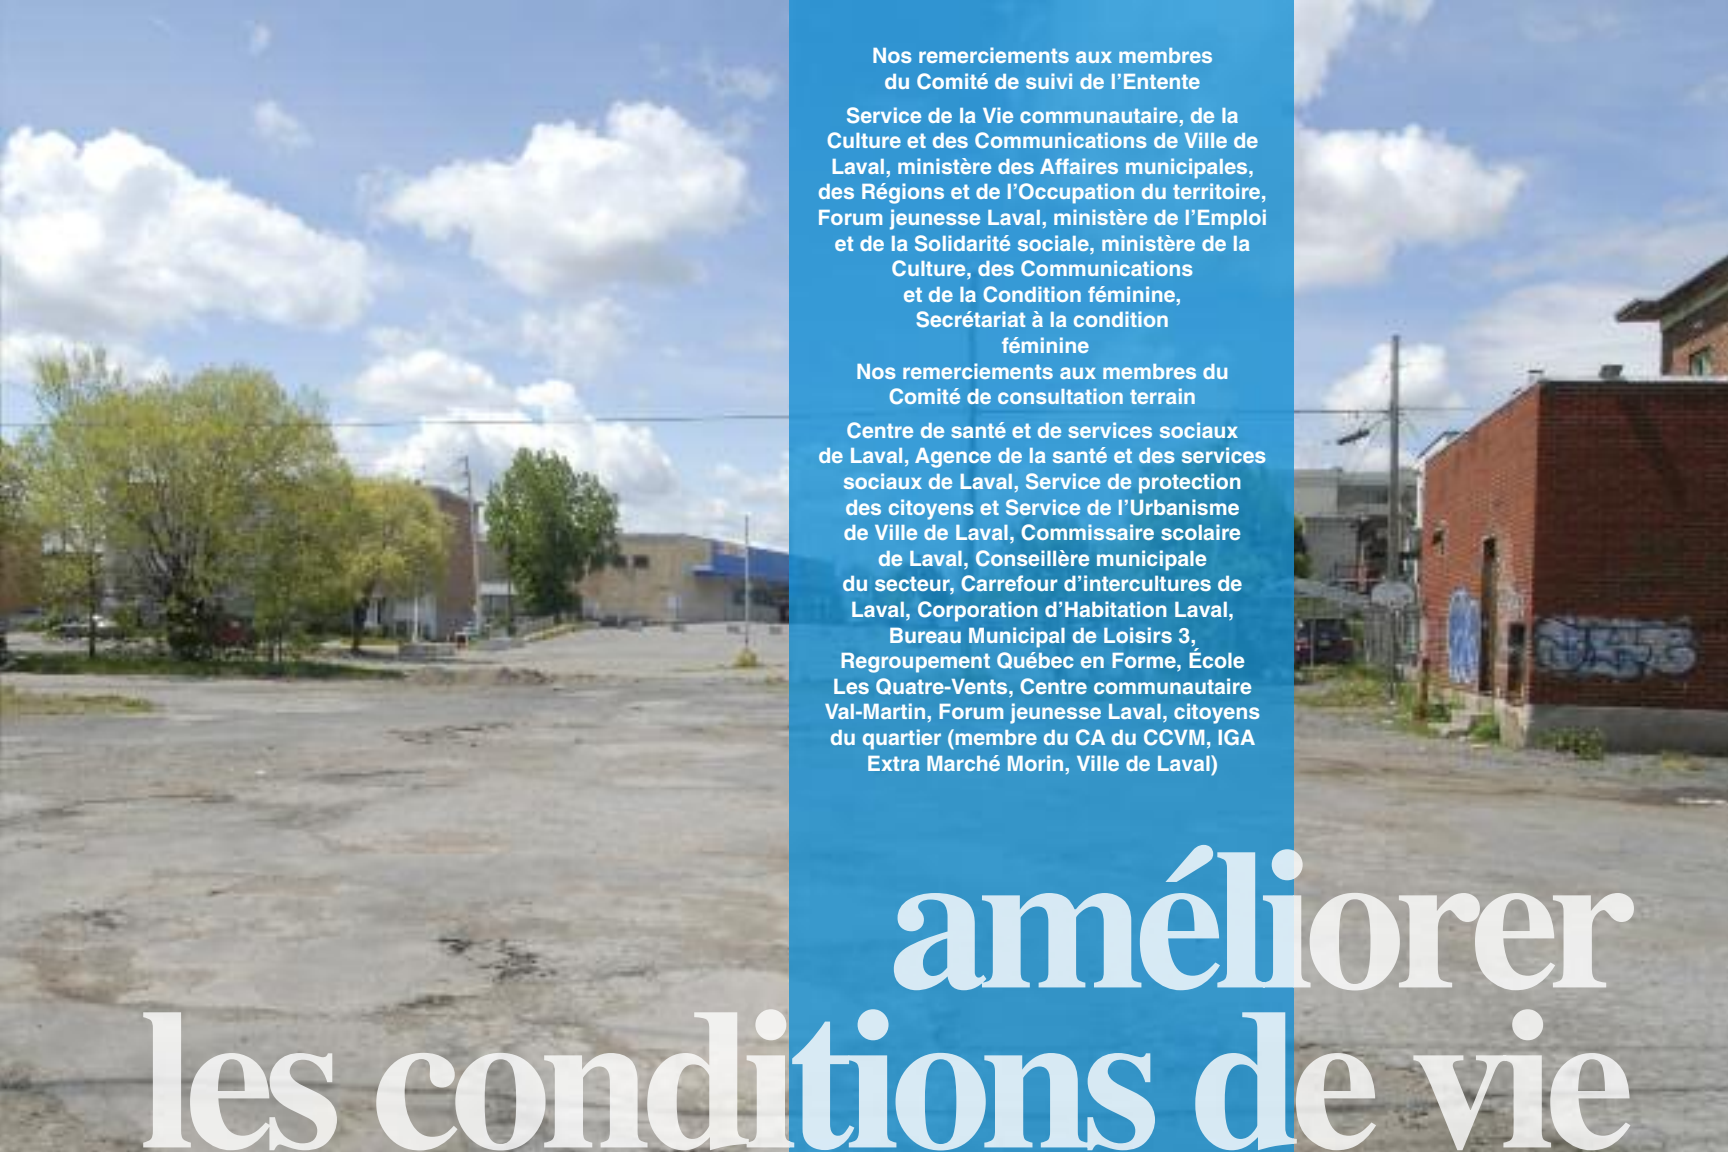 Nos remerciements aux membres
du Comité de suivi de l’Entente
Service de la Vie communautaire, de la
Culture et des Communications de Ville de
Laval, ministère des Affaires municipales,
des Régions et de l’Occupation du territoire,
Forum jeunesse Laval, ministère de l’Emploi
et de la Solidarité sociale, ministère de la
Culture, des Communications
et de la Condition féminine,
Secrétariat à la condition
féminine
Nos remerciements aux membres du
Comité de consultation terrain
Centre de santé et de services sociaux
de Laval, Agence de la santé et des services
sociaux de Laval, Service de protection
des citoyens et Service de l’Urbanisme
de Ville de Laval, Commissaire scolaire
de Laval, Conseillère municipale
du secteur, Carrefour d’intercultures de
Laval, Corporation d’Habitation Laval,
Bureau Municipal de Loisirs 3,
Regroupement Québec en Forme, École
Les Quatre-Vents, Centre communautaire
Val-Martin, Forum jeunesse Laval, citoyens
du quartier (membre du CA du CCVM, IGA
Extra Marché Morin, Ville de Laval)
améliorer
les conditions de vie